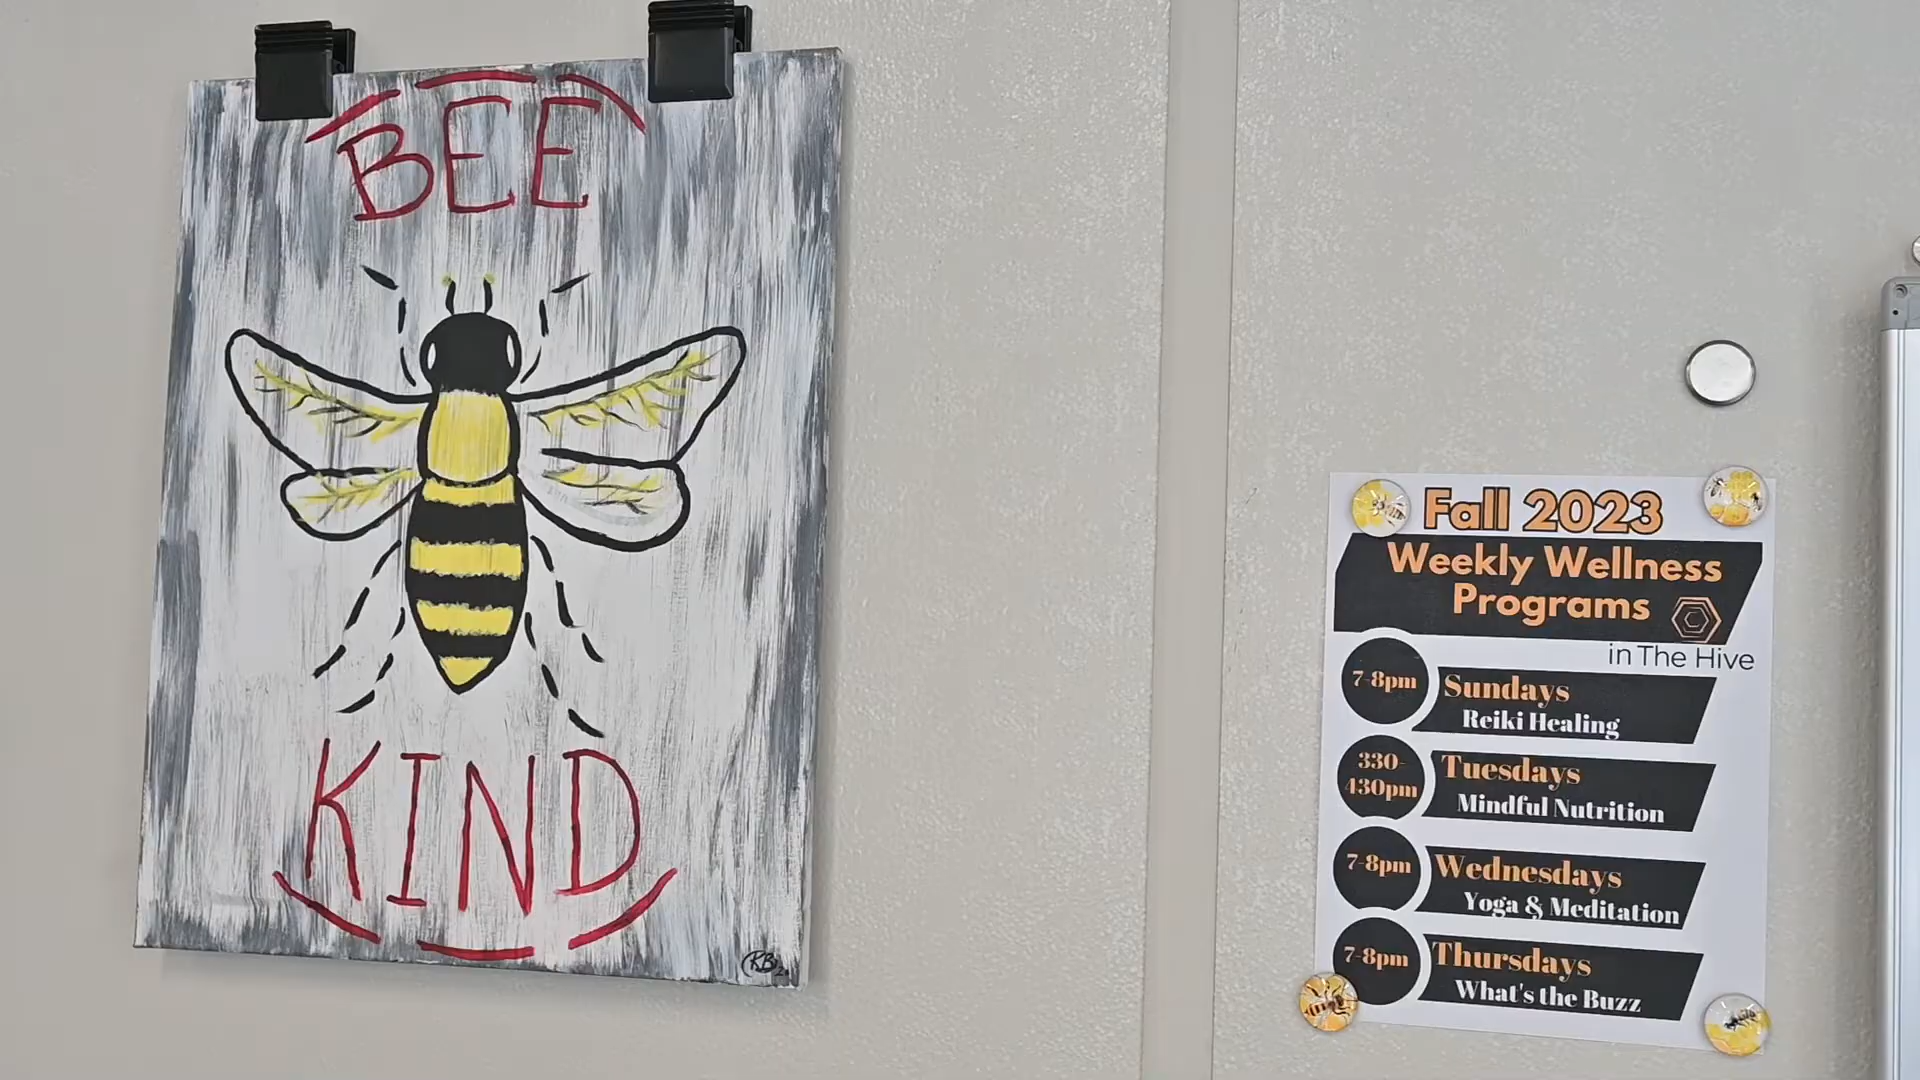 BEE
KIND
KB
Fall 2023
Weekly Wellness
Programs
in The Hive
7-8pm
Sundays
Reiki Healing
330-
430pm
Tuesdays
Mindful Nutrition
7-8pm
Wednesdays
Yoga & Meditation
7-8pm
Thursdays
What's the Buzz